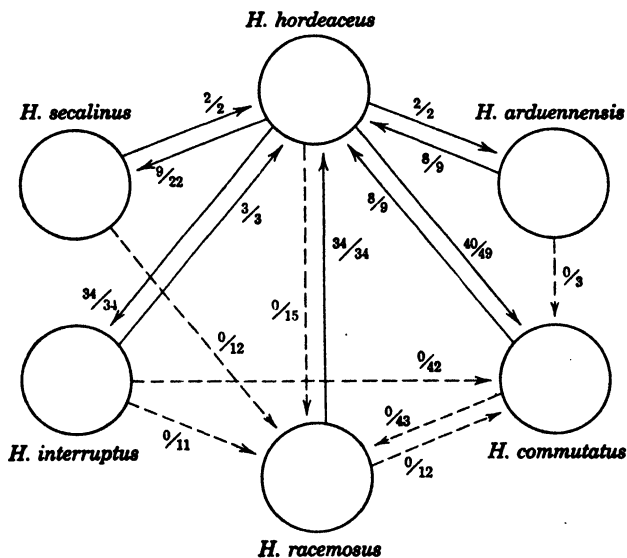 H. hordeaceus
H. secalinus
H. arduennensis
2/2
2/2
9/22
8/9
3/3
8/9
34/34
40/49
34/34
0/15
0/3
0/12
0/42
0/43
0/11
0/12
H. interruptus
H. commutatus
H. racemosus